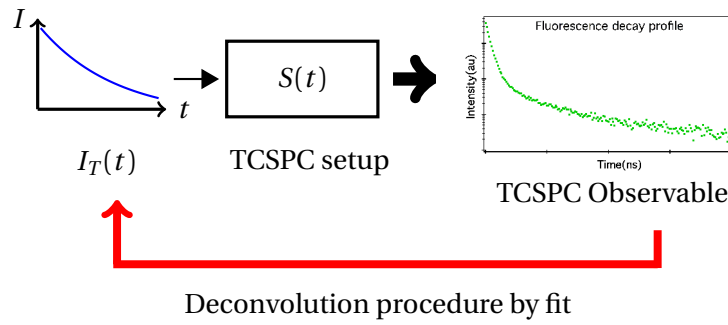 I
t
I_T(t)
S(t)
TCSPC setup
Fluorescence decay profile
Intensity(au)
Time(ns)
TCSPC Observable
Deconvolution procedure by fit